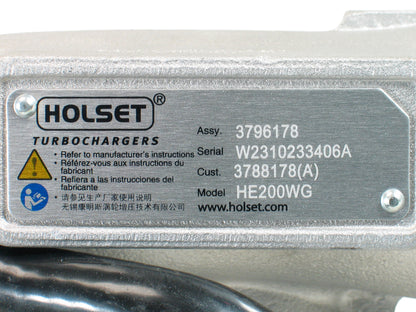 HOLSET®
TURBOCHARGERS
• Refer to manufacturer's instructions
• Référez-vous aux instructions du
fabricant
• Refiera a las instrucciones del
fabricante
• 请参阅生产厂家使用说明
无锡康明斯涡轮增压技术有限公司
Assy. 3796178
Serial W2310233406A
Cust. 3788178(A)
Model HE200WG
www.holset.com